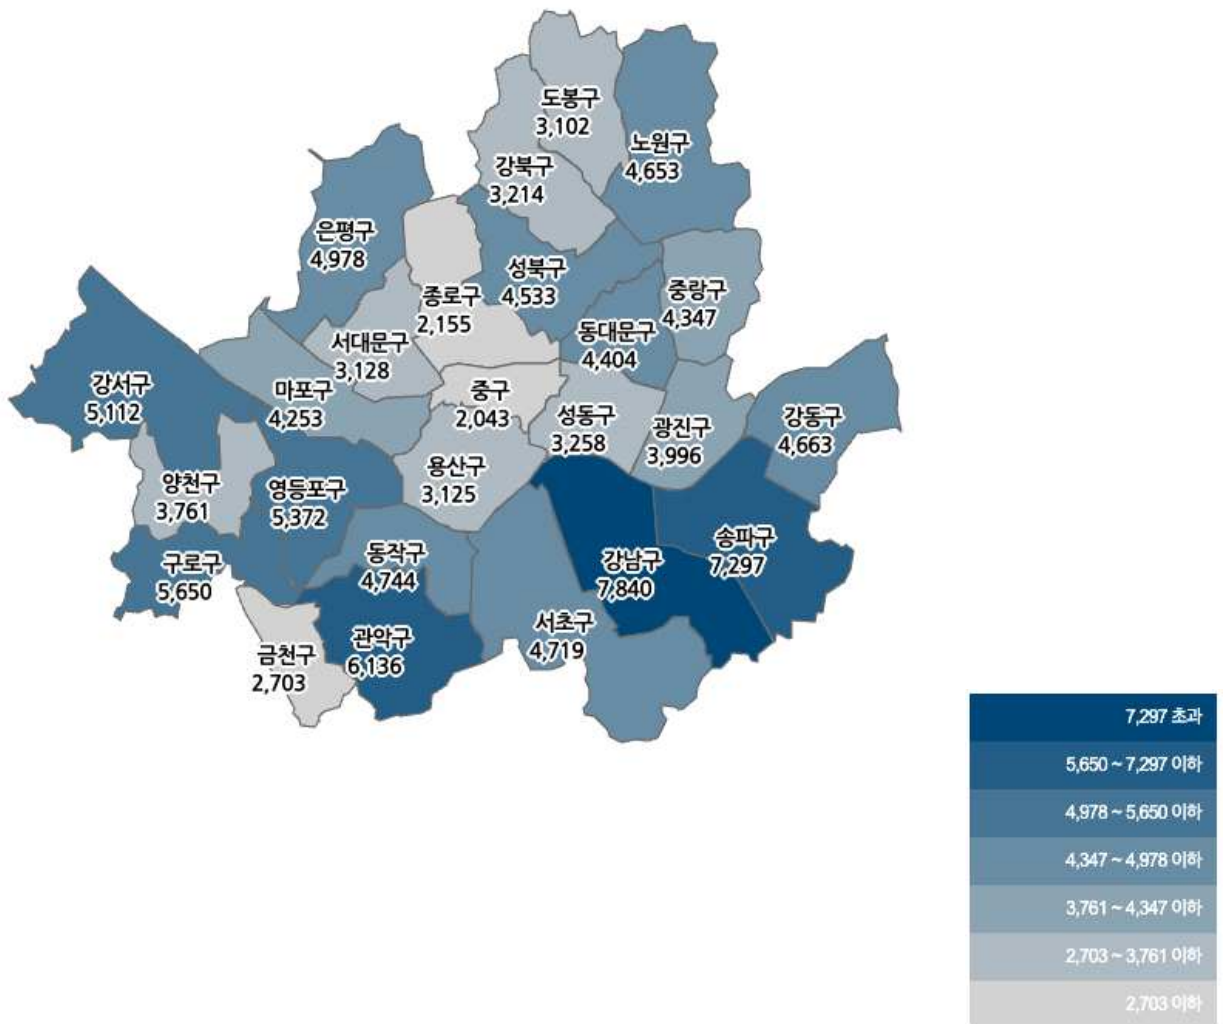 도봉구
3,102
노원구
4,653
강북구
3,214
은평구
4,978
성북구
4,533
중랑구
4,347
종로구
2,155
동대문구
4,404
서대문구
3,128
강서구
5,112
마포구
4,253
중구
2,043
성동구
3,258
광진구
3,996
강동구
4,663
용산구
3,125
양천구
3,761
영등포구
5,372
송파구
7,297
동작구
4,744
강남구
7,840
구로구
5,650
서초구
4,719
관악구
6,136
금천구
2,703
7,297 초과
5,650 ~ 7,297 이하
4,978 ~ 5,650 이하
4,347 ~ 4,978 이하
3,761 ~ 4,347 이하
2,703 ~ 3,761 이하
2,703 이하